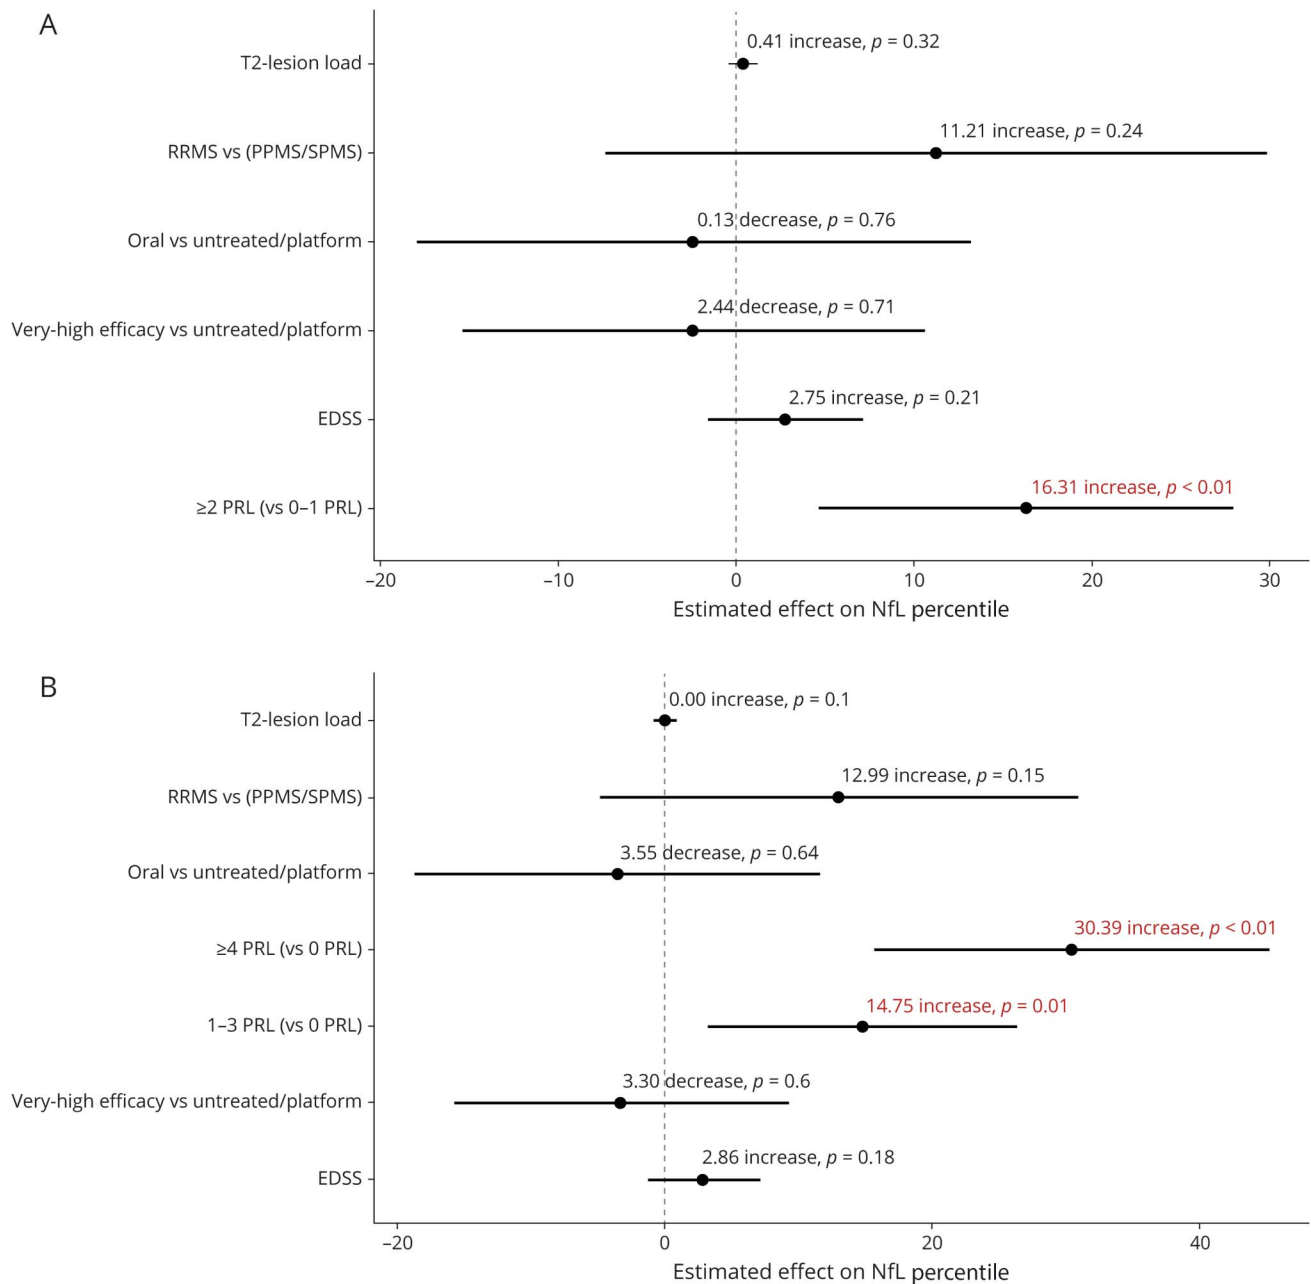 A
0.41 increase, p = 0.32
T2-lesion load
11.21 increase, p = 0.24
RRMS vs (PPMS/SPMS)
0.13 decrease, p = 0.76
Oral vs untreated/platform
2.44 decrease, p = 0.71
Very-high efficacy vs untreated/platform
2.75 increase, p = 0.21
EDSS
16.31 increase, p < 0.01
≥2 PRL (vs 0–1 PRL)
–20 –10 0 10 20 30
Estimated effect on NfL percentile
B
0.00 increase, p = 0.1
T2-lesion load
12.99 increase, p = 0.15
RRMS vs (PPMS/SPMS)
3.55 decrease, p = 0.64
Oral vs untreated/platform
30.39 increase, p < 0.01
≥4 PRL (vs 0 PRL)
14.75 increase, p = 0.01
1–3 PRL (vs 0 PRL)
3.30 decrease, p = 0.6
Very-high efficacy vs untreated/platform
2.86 increase, p = 0.18
EDSS
–20 0 20 40
Estimated effect on NfL percentile